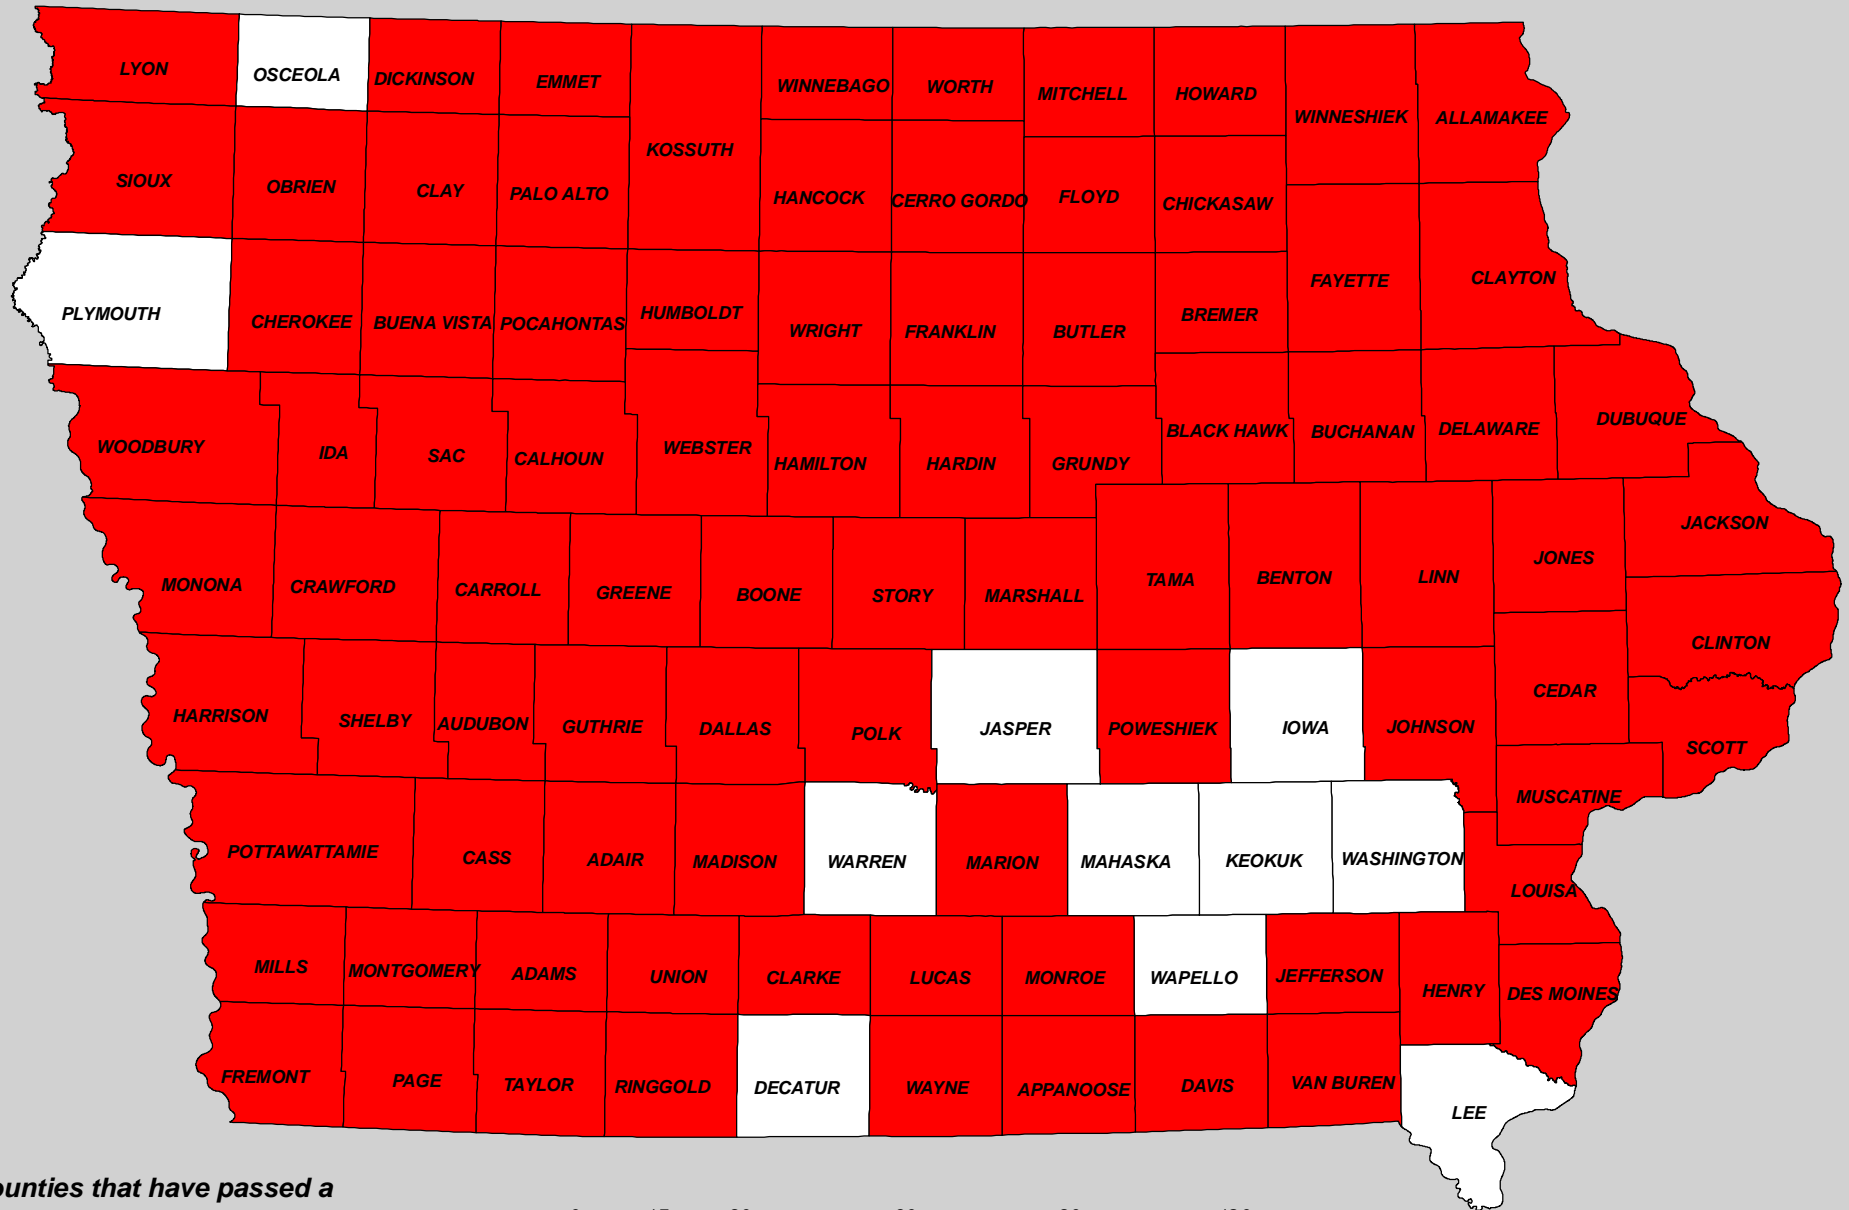 LYON
OSCEOLA
DICKINSON
EMMET
WINNEBAGO
WORTH
MITCHELL
HOWARD
WINNESHIEK
ALLAMAKEE
KOSSUTH
SIOUX
OBRIEN
CLAY
PALO ALTO
HANCOCK
CERRO GORDO
FLOYD
CHICKASAW
FAYETTE
CLAYTON
PLYMOUTH
CHEROKEE
BUENA VISTA
POCAHONTAS
HUMBOLDT
WRIGHT
FRANKLIN
BUTLER
BREMER
WOODBURY
IDA
SAC
CALHOUN
WEBSTER
HAMILTON
HARDIN
GRUNDY
BLACK HAWK
BUCHANAN
DELAWARE
DUBUQUE
JACKSON
MONONA
CRAWFORD
CARROLL
GREENE
BOONE
STORY
MARSHALL
TAMA
BENTON
LINN
JONES
CLINTON
HARRISON
SHELBY
AUDUBON
GUTHRIE
DALLAS
POLK
JASPER
POWESHIEK
IOWA
JOHNSON
CEDAR
SCOTT
MUSCATINE
POTTAWATTAMIE
CASS
ADAIR
MADISON
WARREN
MARION
MAHASKA
KEOKUK
WASHINGTON
LOUISA
MILLS
MONTGOMERY
ADAMS
UNION
CLARKE
LUCAS
MONROE
WAPELLO
JEFFERSON
HENRY
DES MOINES
FREMONT
PAGE
TAYLOR
RINGGOLD
DECATUR
WAYNE
APPANOOSE
DAVIS
VAN BUREN
LEE
ounties that have passed a